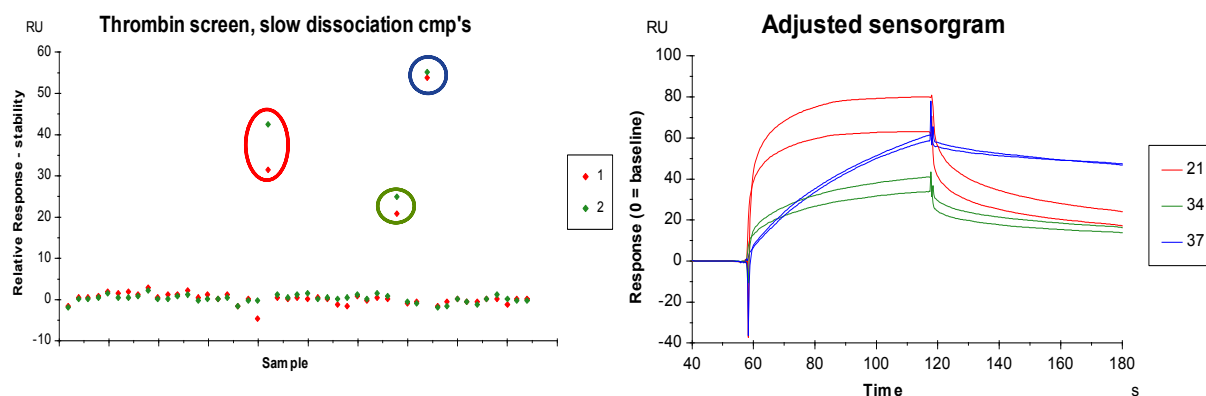 RU
Thrombin screen, slow dissociation cmp's
60
50
40
30
20
10
0
-10
Relative Response - stability
Sample
1
2
RU
Adjusted sensorgram
100
80
60
40
20
0
-20
-40
Response (0 = baseline)
40 60 80 100 120 140 160 180
Time
s
21
34
37